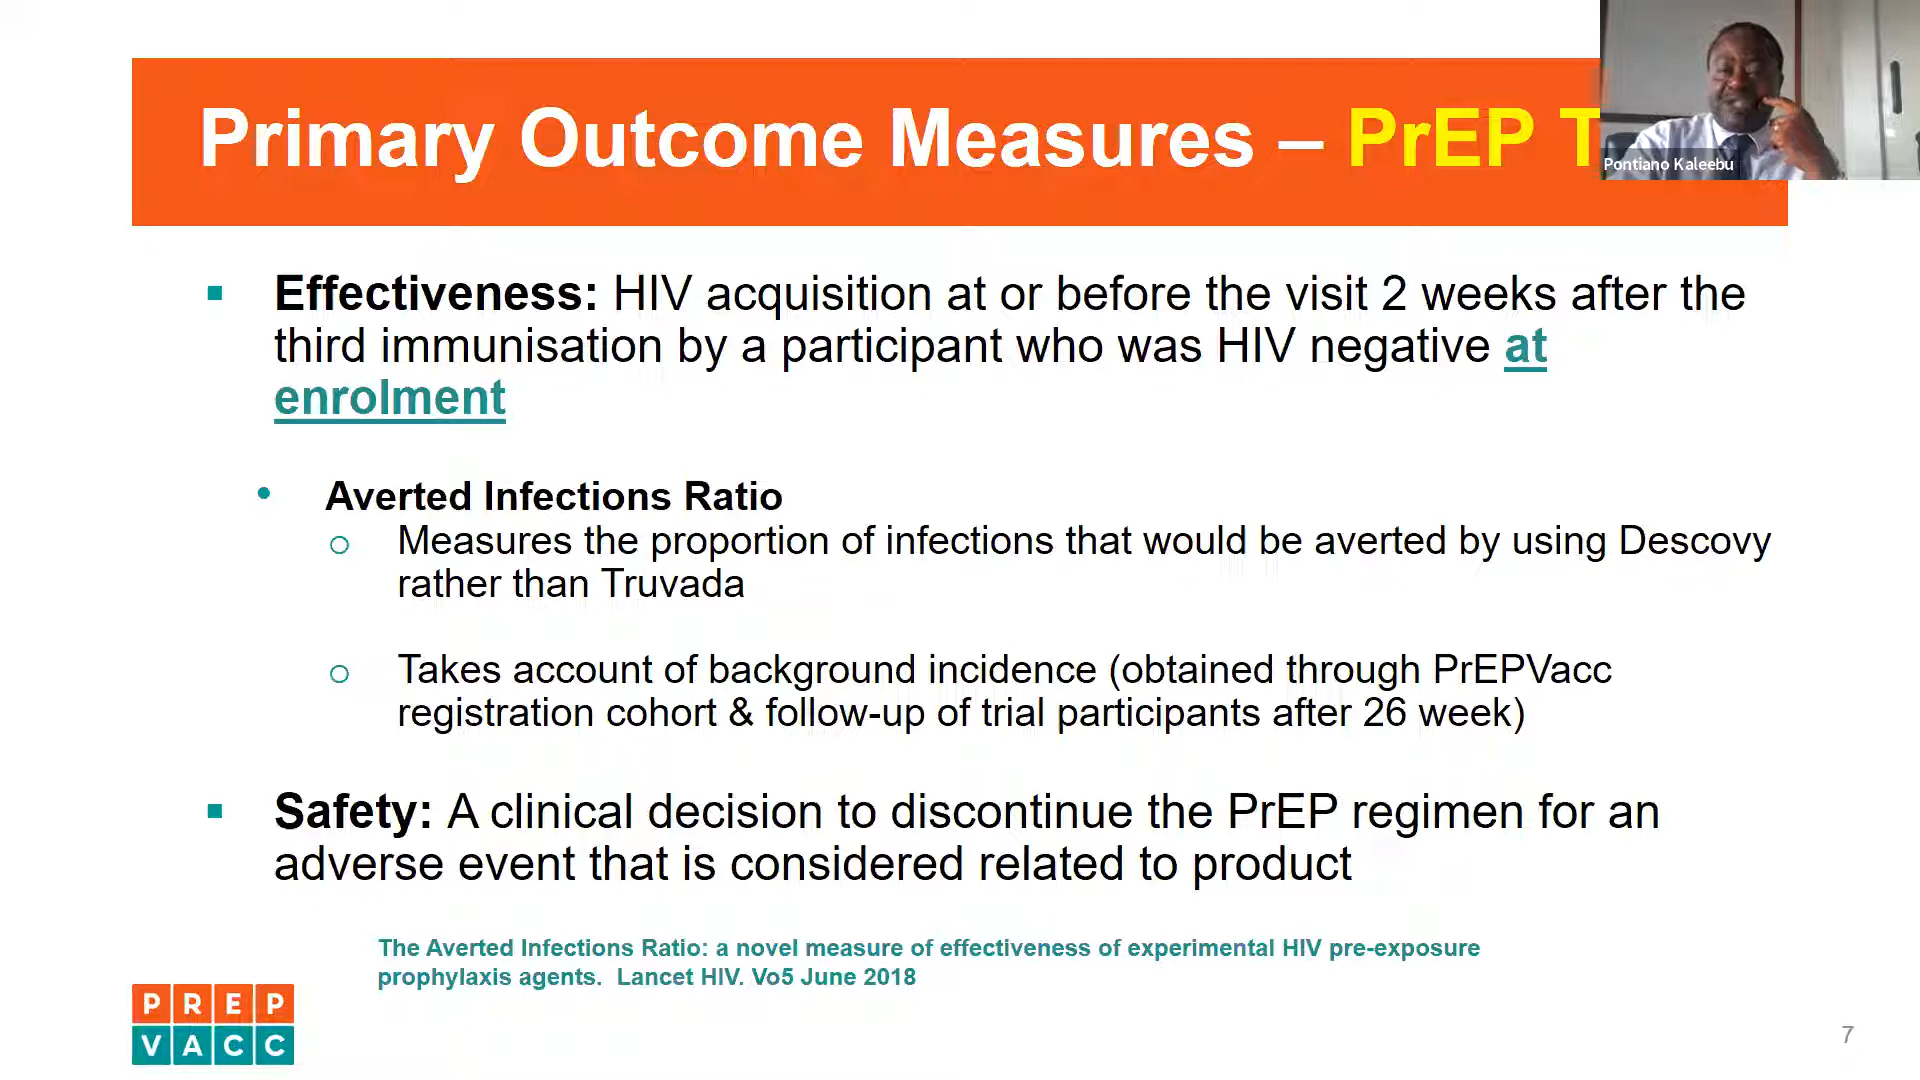 Primary Outcome Measures – PrEP T
Pontiano Kaleebu
Effectiveness: HIV acquisition at or before the visit 2 weeks after the
third immunisation by a participant who was HIV negative at
enrolment
Averted Infections Ratio
Measures the proportion of infections that would be averted by using Descovy
rather than Truvada
Takes account of background incidence (obtained through PrEPVacc
registration cohort & follow-up of trial participants after 26 week)
Safety: A clinical decision to discontinue the PrEP regimen for an
adverse event that is considered related to product
The Averted Infections Ratio: a novel measure of effectiveness of experimental HIV pre-exposure
prophylaxis agents.  Lancet HIV. Vo5 June 2018
PREP
VACC
7